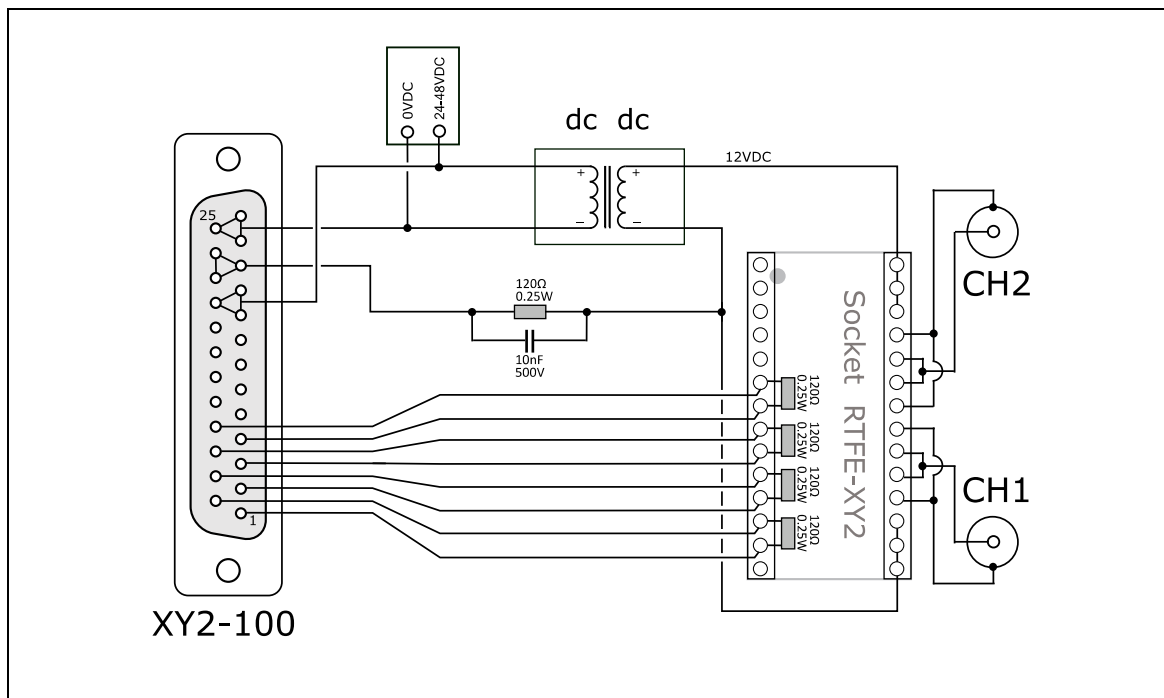 0VDC
24-48VDC
dc dc
12VDC
25
CH2
120Ω
0.25W
10nF
500V
Socket RTFE-XY2
120Ω
0.25W
120Ω
0.25W
120Ω
0.25W
120Ω
0.25W
CH1
1
XY2-100
+
−
+
−